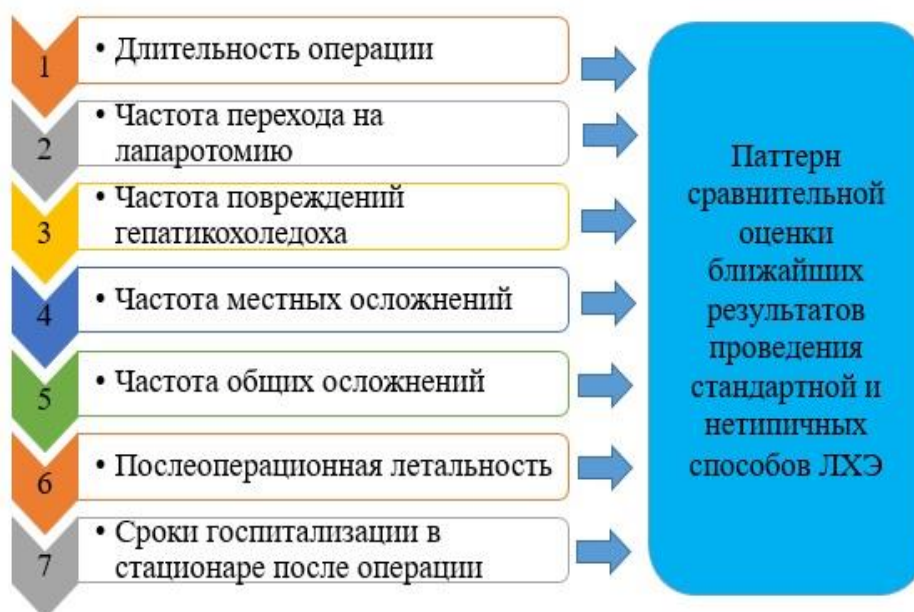 1
• Длительность операции
2
• Частота перехода на
лапаротомию
3
• Частота повреждений
гепатикохоледоха
4
• Частота местных осложнений
5
• Частота общих осложнений
6
• Послеоперационная летальность
7
• Сроки госпитализации в
стационаре после операции
Паттерн
сравнительной
оценки
ближайших
результатов
проведения
стандартной и
нетипичных
способов ЛХЭ